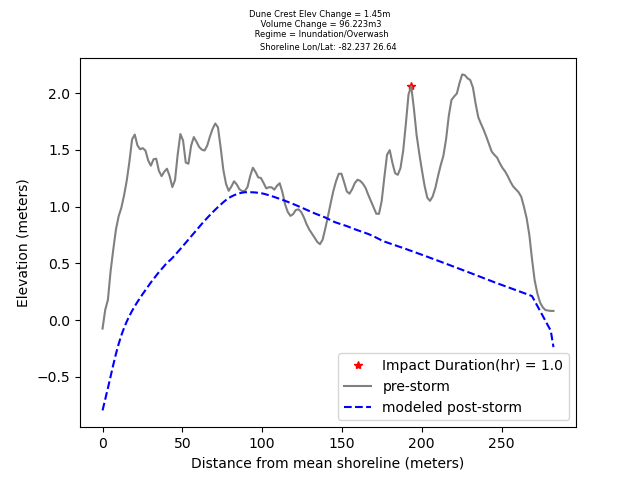 Dune Crest Elev Change = 1.45m
Volume Change = 96.223m3
Regime = Inundation/Overwash
Shoreline Lon/Lat: -82.237 26.64
2.0
1.5
1.0
0.5
0.0
−0.5
Elevation (meters)
Impact Duration(hr) = 1.0
pre-storm
modeled post-storm
0 50 100 150 200 250
Distance from mean shoreline (meters)